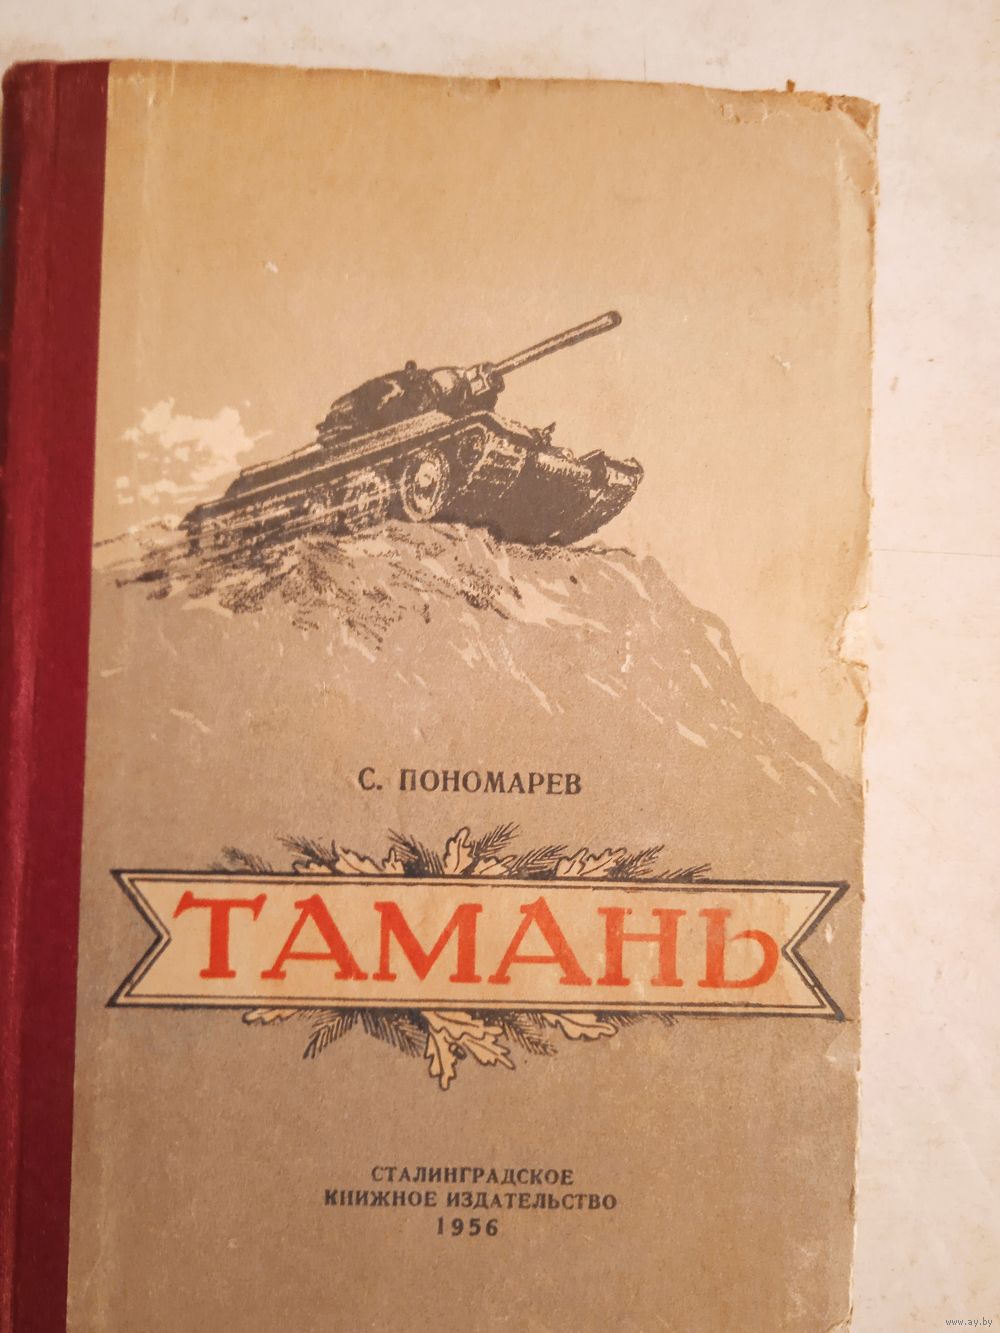 С. ПОНОМАРЕВ
ТАМАНЬ
СТАЛИНГРАДСКОЕ
КНИЖНОЕ ИЗДАТЕЛЬСТВО
1956
www.ay.by